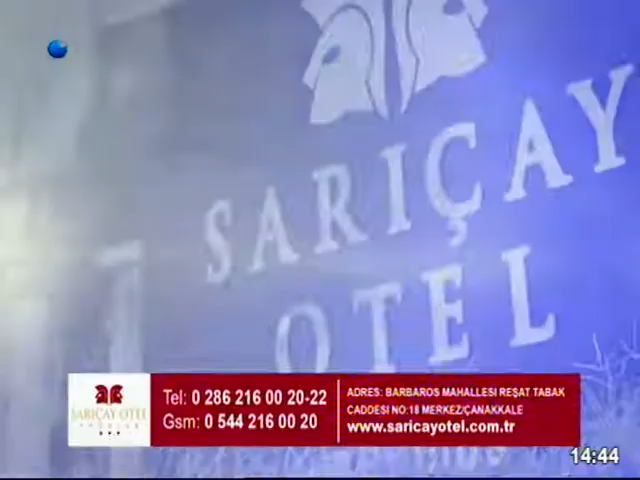 SARIÇAY
OTEL
SARIÇAY OTEL
Tel: 0 286 216 00 20-22
Gsm: 0 544 216 00 20
ADRES: BARBAROS MAHALLESI REŞAT TABAK
CADDESI NO:18 MERKEZ/ÇANAKKALE
www.saricayotel.com.tr
14:44